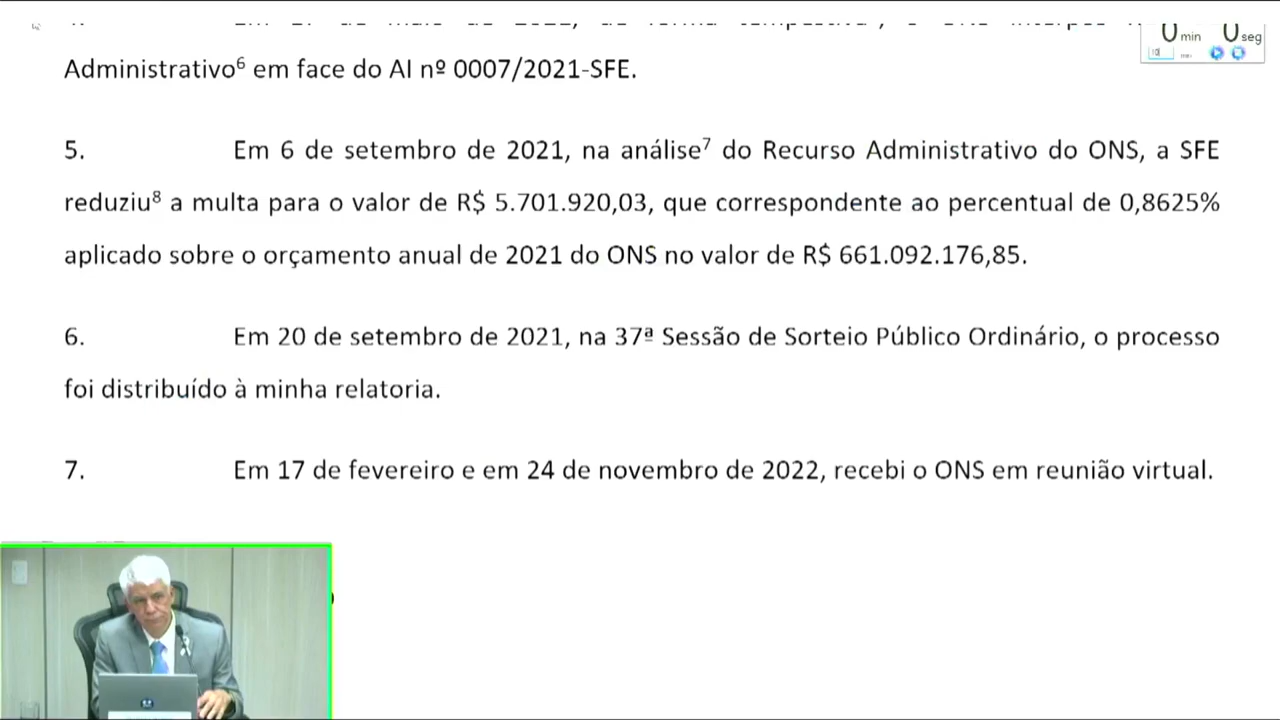 0 min 0 seg
Administrativo⁶ em face do AI nº 0007/2021-SFE.
5. Em 6 de setembro de 2021, na análise⁷ do Recurso Administrativo do ONS, a SFE
reduziu⁸ a multa para o valor de R$ 5.701.920,03, que correspondente ao percentual de 0,8625%
aplicado sobre o orçamento anual de 2021 do ONS no valor de R$ 661.092.176,85.
6. Em 20 de setembro de 2021, na 37ª Sessão de Sorteio Público Ordinário, o processo
foi distribuído à minha relatoria.
7. Em 17 de fevereiro e em 24 de novembro de 2022, recebi o ONS em reunião virtual.